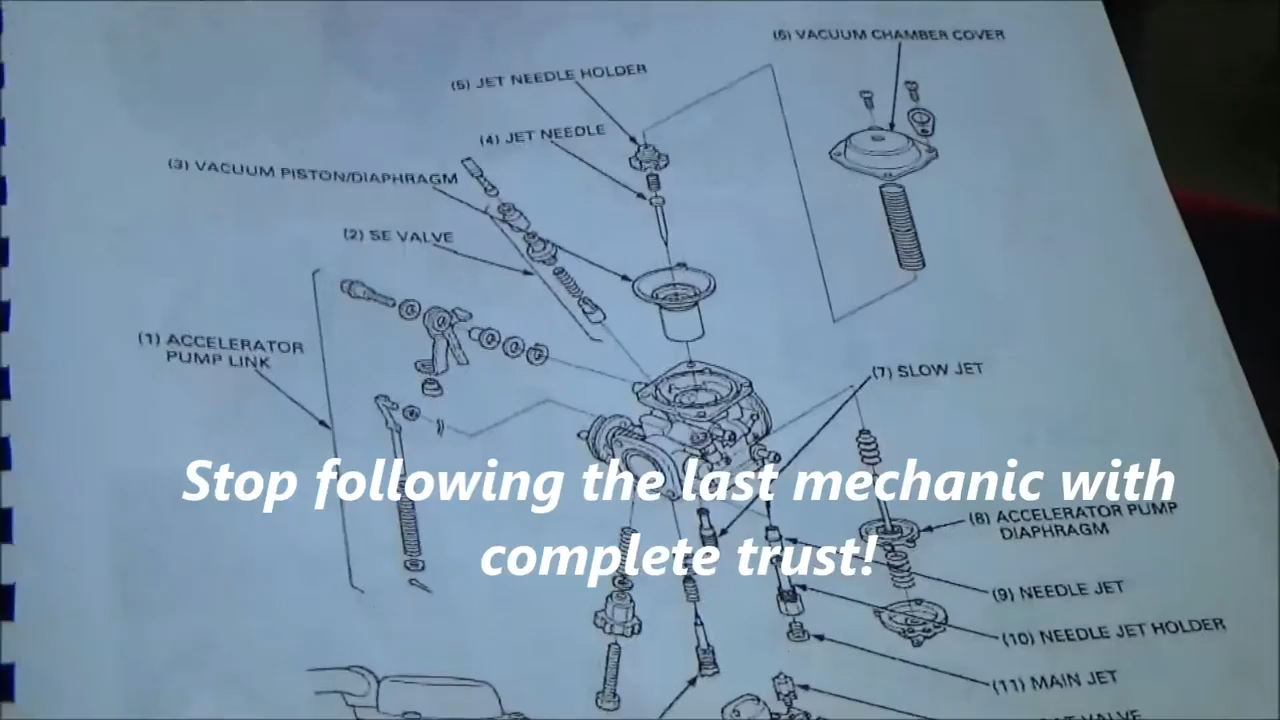 (6) VACUUM CHAMBER COVER
(5) JET NEEDLE HOLDER
(4) JET NEEDLE
(3) VACUUM PISTON/DIAPHRAGM
(2) SE VALVE
(1) ACCELERATOR
PUMP LINK
(7) SLOW JET
Stop following the last mechanic with
complete trust!
(8) ACCELERATOR PUMP
DIAPHRAGM
(9) NEEDLE JET
(10) NEEDLE JET HOLDER
(11) MAIN JET
VALVE